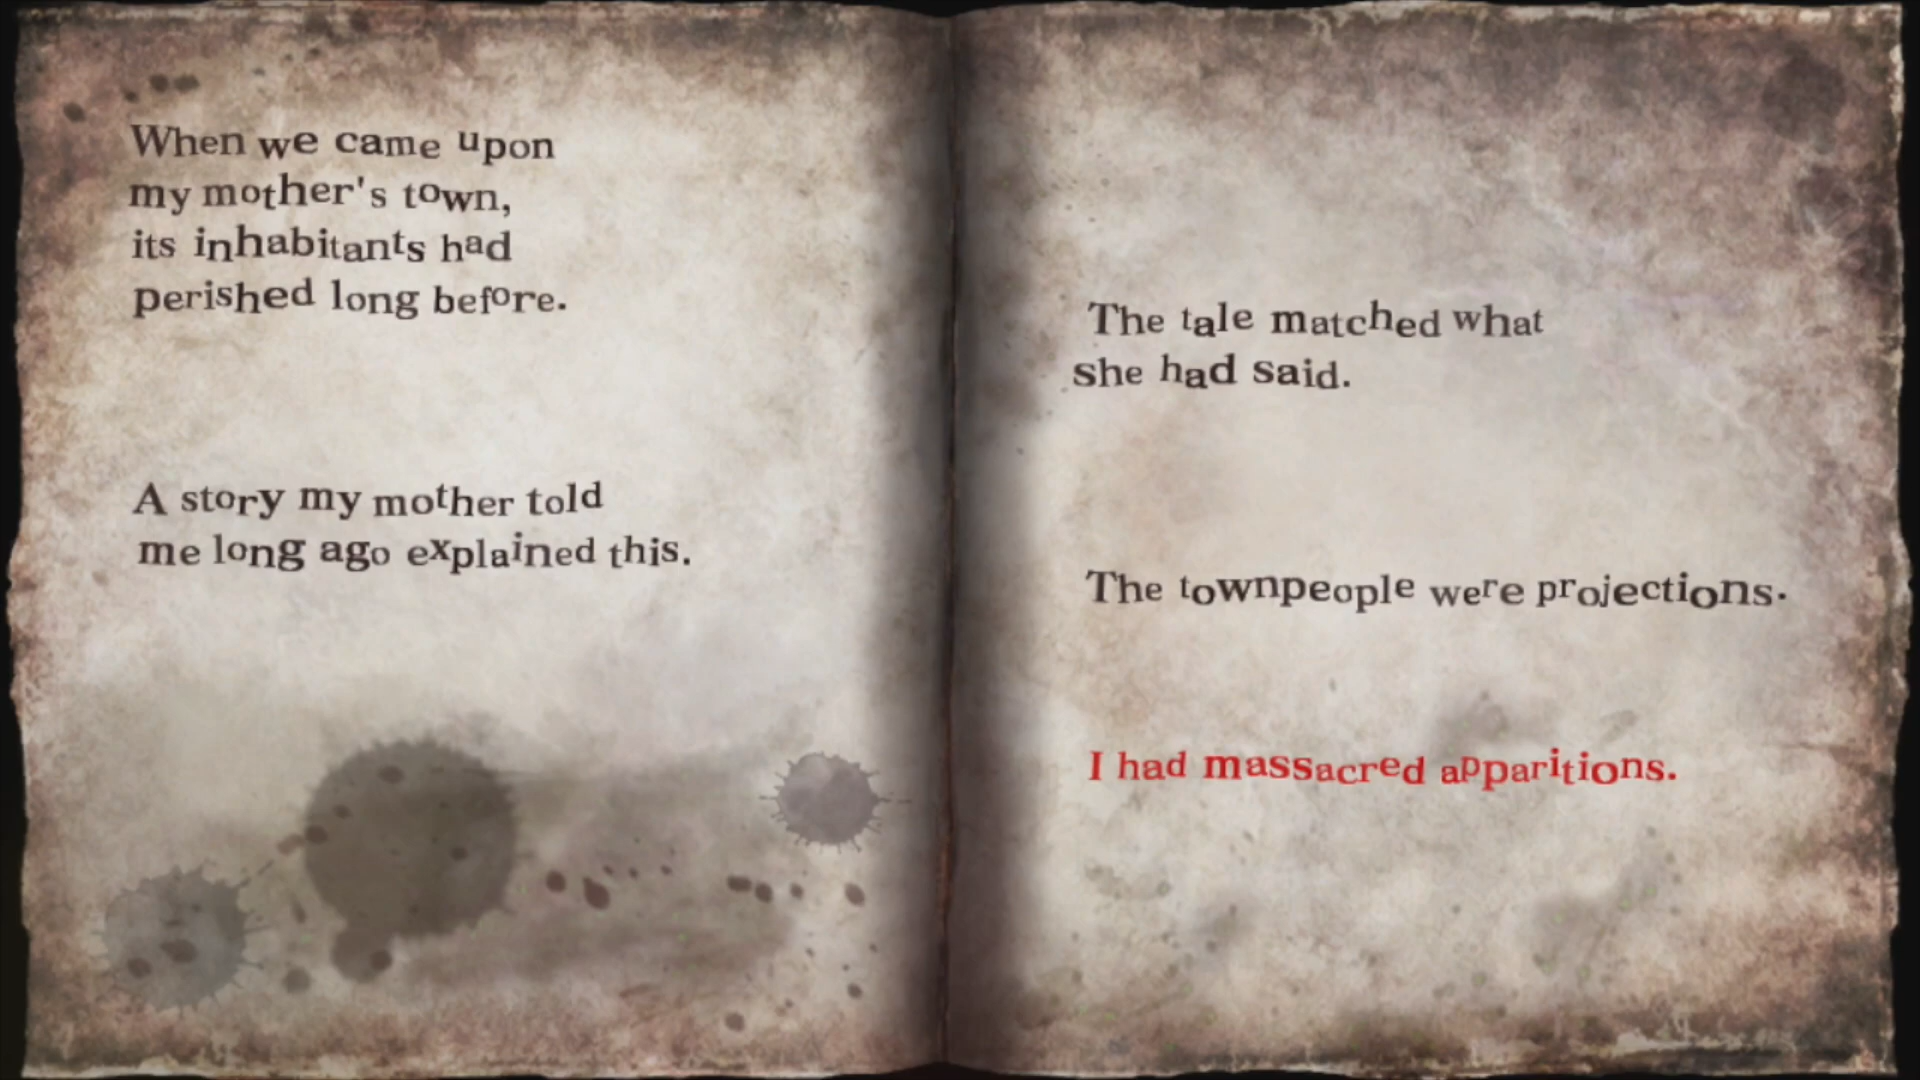 When we came upon
my mother's town,
its inhabitants had
perished long before.
A story my mother told
me long ago explained this.
The tale matched what
she had said.
The townpeople were projections.
I had massacred apparitions.